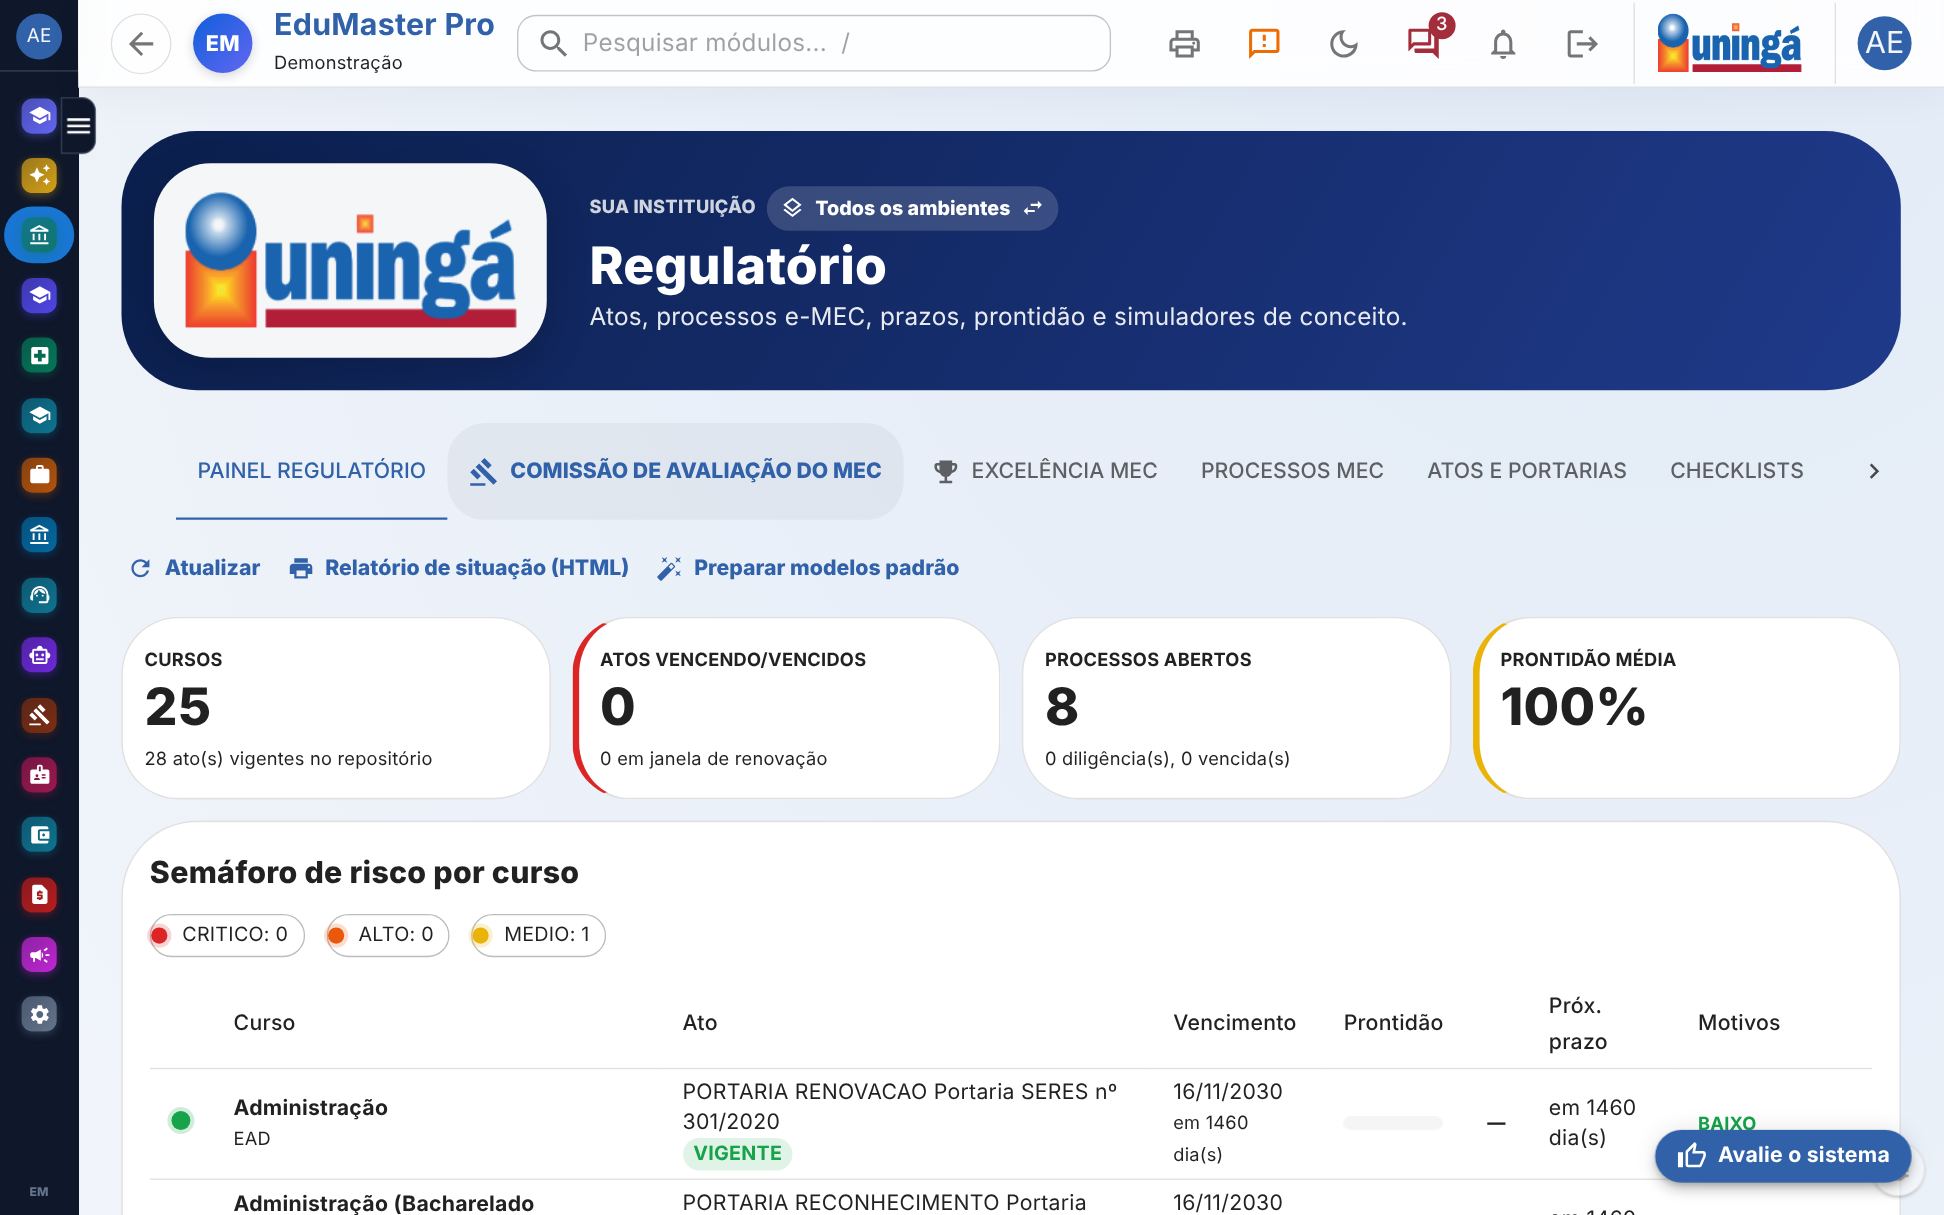 AE
EM
EduMaster Pro
Demonstração
Pesquisar módulos... /
3
uningá
AE
uningá
SUA INSTITUIÇÃO
Todos os ambientes
Regulatório
Atos, processos e-MEC, prazos, prontidão e simuladores de conceito.
PAINEL REGULATÓRIO
COMISSÃO DE AVALIAÇÃO DO MEC
EXCELÊNCIA MEC
PROCESSOS MEC
ATOS E PORTARIAS
CHECKLISTS
Atualizar
Relatório de situação (HTML)
Preparar modelos padrão
CURSOS
25
28 ato(s) vigentes no repositório
ATOS VENCENDO/VENCIDOS
0
0 em janela de renovação
PROCESSOS ABERTOS
8
0 diligência(s), 0 vencida(s)
PRONTIDÃO MÉDIA
100%
Semáforo de risco por curso
CRITICO: 0
ALTO: 0
MEDIO: 1
Curso
Ato
Vencimento
Prontidão
Próx.
prazo
Motivos
Administração
EAD
PORTARIA RENOVACAO Portaria SERES nº
301/2020
VIGENTE
16/11/2030
em 1460
dia(s)
—
em 1460
dia(s)
BAIXO
Avalie o sistema
Administração (Bacharelado
PORTARIA RECONHECIMENTO Portaria
16/11/2030
EM